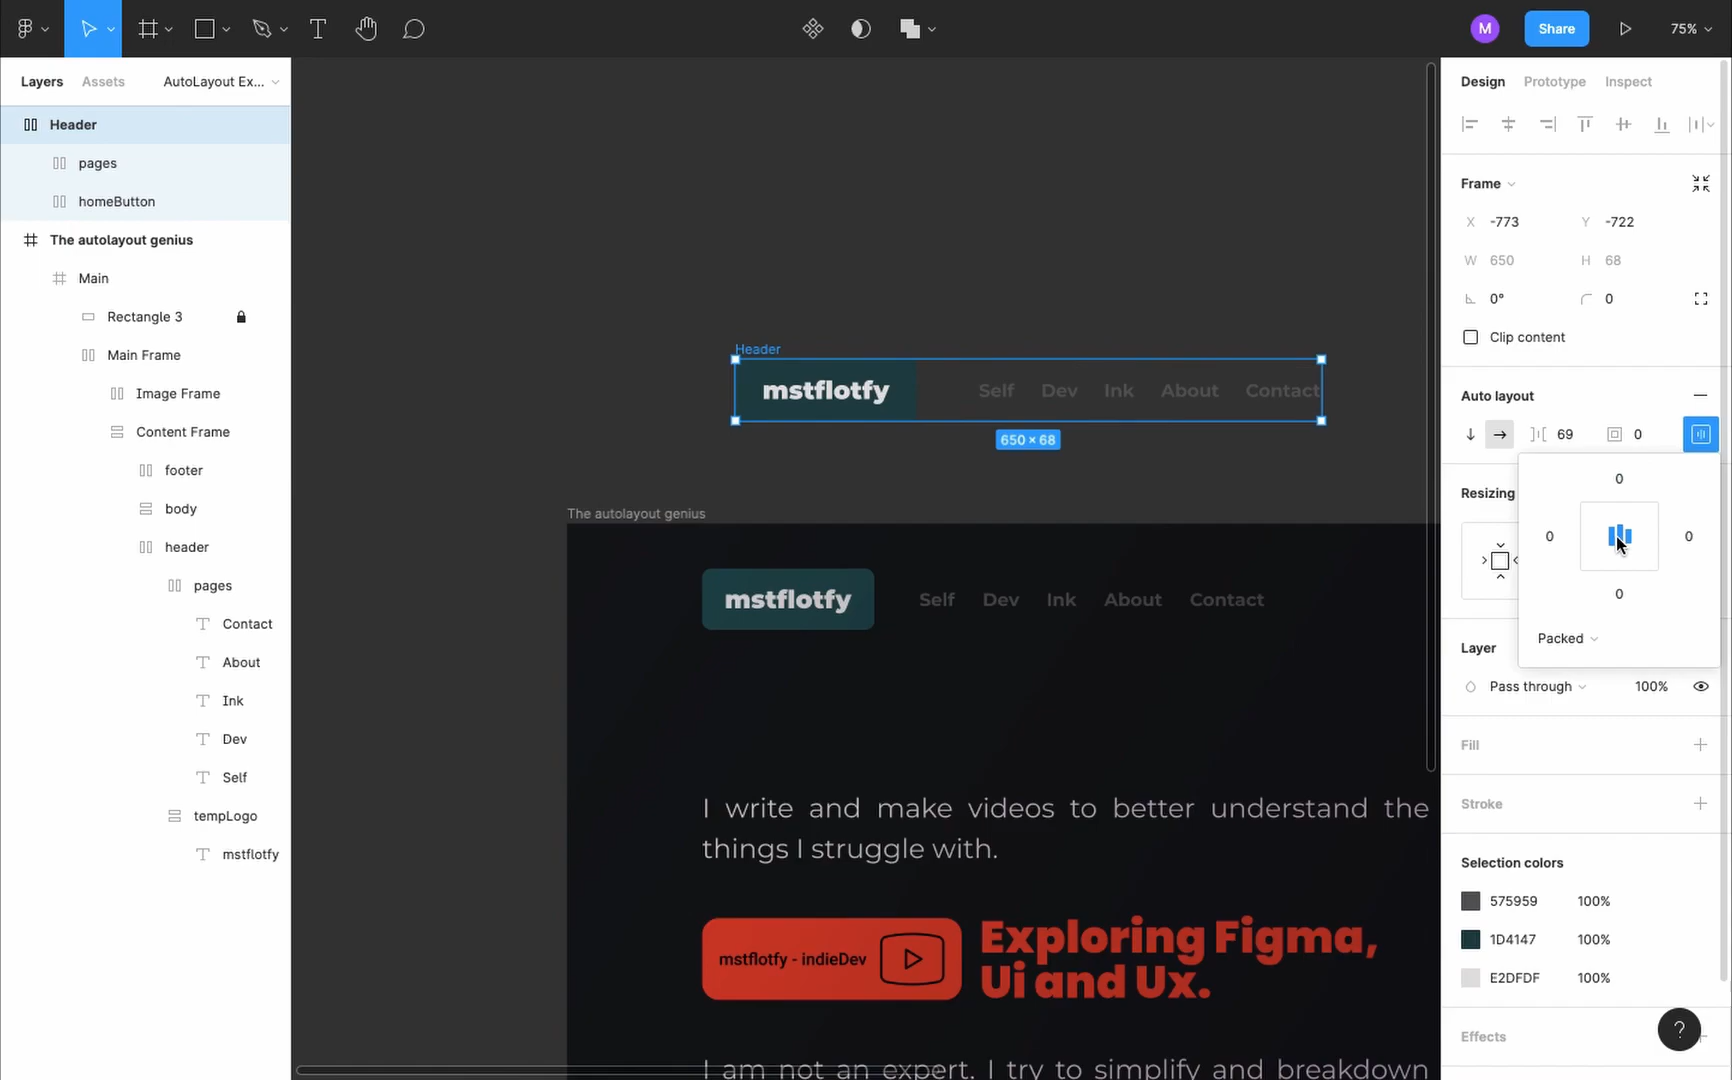 M
Share
75%
Layers
Assets
AutoLayout Ex...
Header
pages
homeButton
The autolayout genius
Main
Rectangle 3
Main Frame
Image Frame
Content Frame
footer
body
header
pages
Contact
About
Ink
Dev
Self
tempLogo
mstflotfy
Header
mstflotfy
Self Dev Ink About Contact
650 × 68
The autolayout genius
mstflotfy
Self Dev Ink About Contact
I write and make videos to better understand the
things I struggle with.
mstflotfy - indieDev
Exploring Figma,
Ui and Ux.
I am not an expert. I try to simplify and breakdown
Design
Prototype
Inspect
Frame
X -773 Y -722
W 650 H 68
0° 0
Clip content
Auto layout
69 0
0
0 0
0
Packed
Resizing
Layer
Pass through 100%
Fill
Stroke
Selection colors
575959 100%
1D4147 100%
E2DFDF 100%
Effects
?